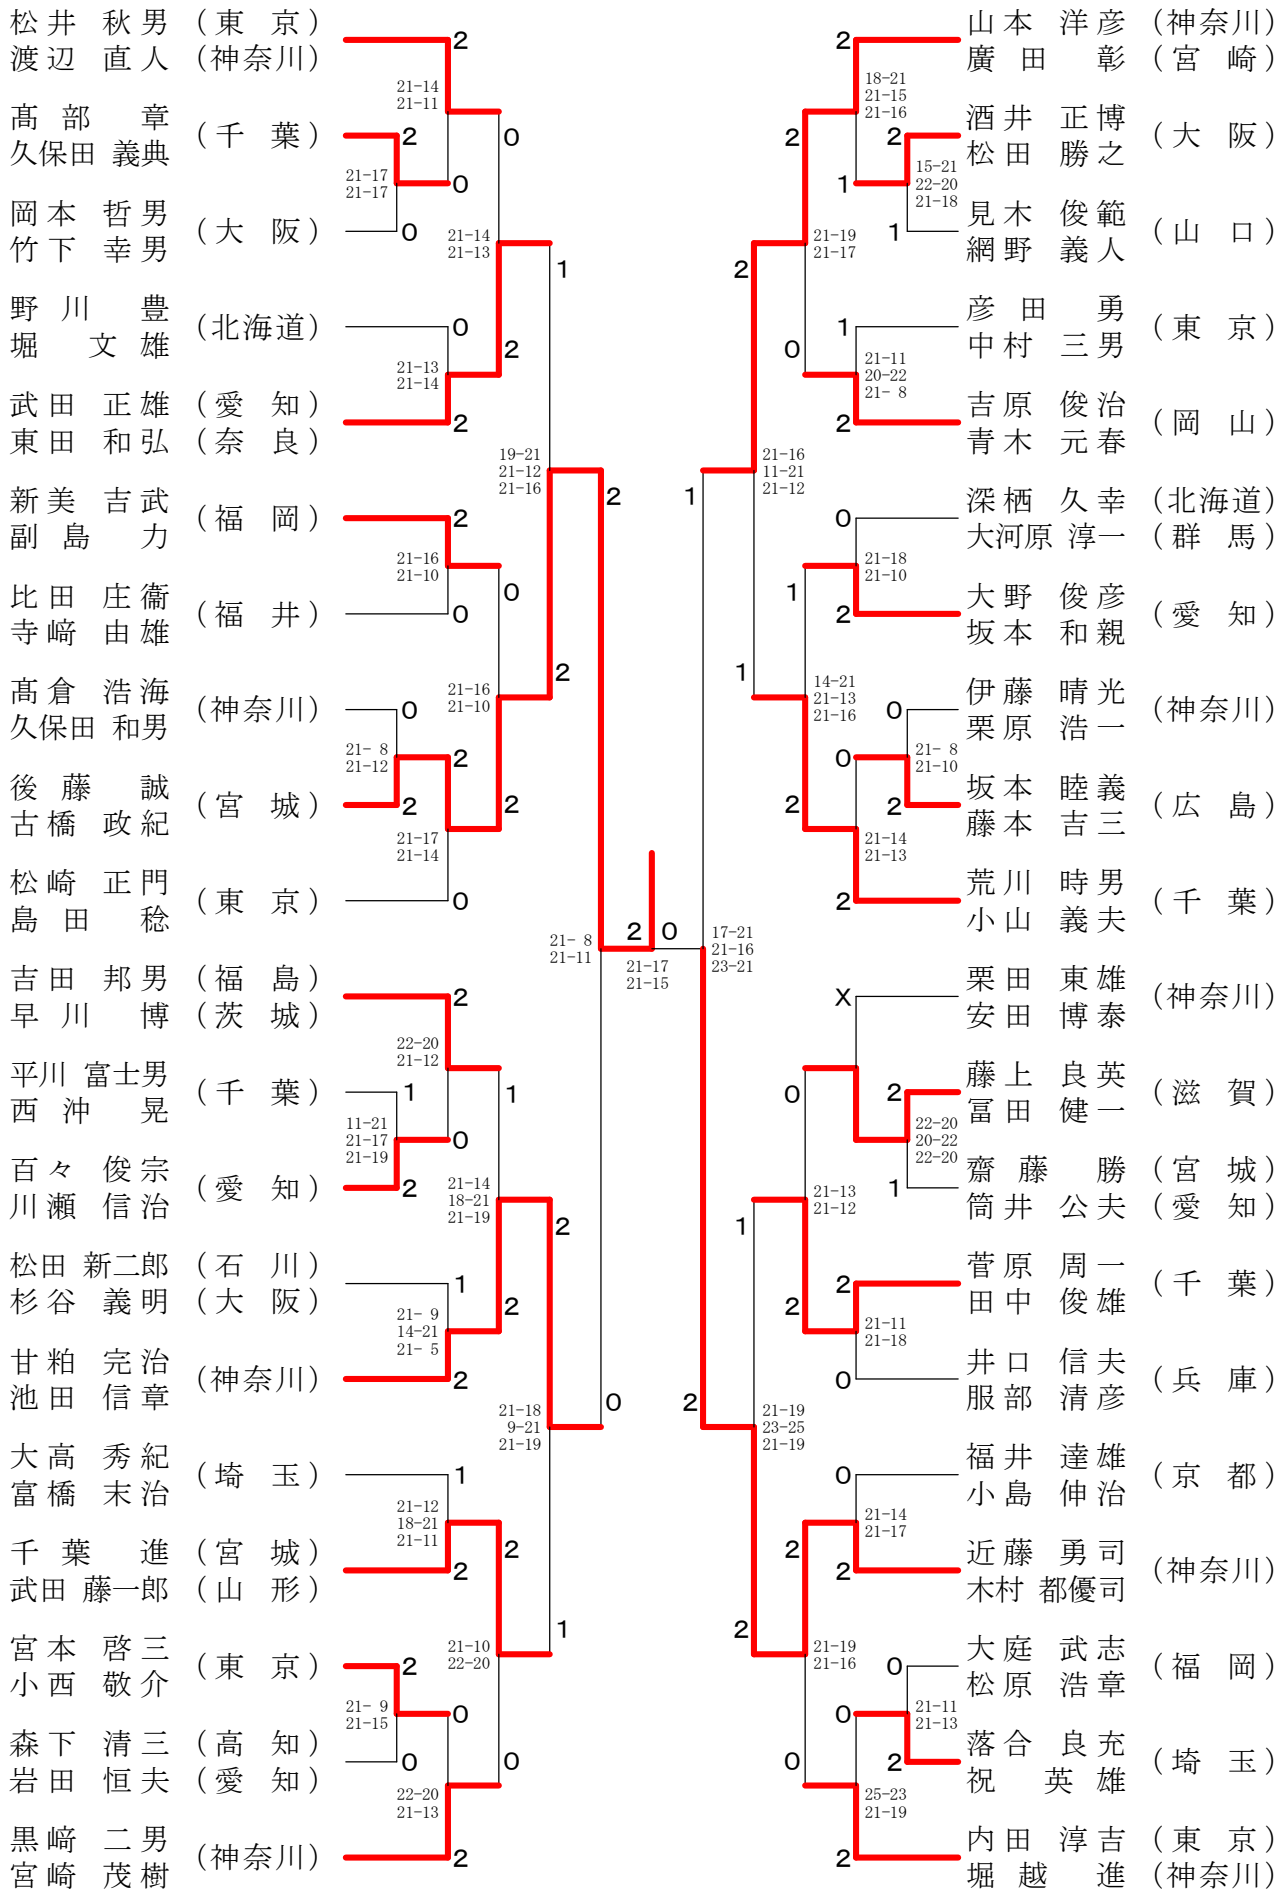 松井 秋男 (東 京)
渡辺 直人 (神奈川)
2
21-14
21-11
髙部 章
久保田 義典
(千 葉)
2
0
21-17
21-17
0
岡本 哲男
竹下 幸男
(大 阪)
0
21-14
21-13
1
野川 豊
堀 文雄
(北海道)
0
2
21-13
21-14
武田 正雄 (愛 知)
東田 和弘 (奈良)
2
19-21
21-12
21-16
2
新美 吉武
副島 力
(福 岡)
2
21-16
21-10
0
比田 庄衞
寺﨑 由雄
(福 井)
0
2
髙倉 浩海
久保田 和男
(神奈川)
0
21-16
21-10
21- 8
21-12
2
後藤 誠
古橋 政紀
(宮 城)
2
2
21-17
21-14
松崎 正門
島田 稔
(東 京)
0
21- 8
21-11
2 0
21-17
21-15
吉田 邦男 (福 島)
早川 博 (茨 城)
2
22-20
21-12
平川 富士男
西沖 晃
(千 葉)
1
1
11-21
21-17
21-19
0
百々 俊宗
川瀬 信治
(愛 知)
2
21-14
18-21
21-19
2
松田 新二郎 (石 川)
杉谷 義明 (大 阪)
1
2
21- 9
14-21
21- 5
甘粕 完治
池田 信章
(神奈川)
2
21-18
9-21
21-19
0
大高 秀紀
富橋 末治
(埼 玉)
1
21-12
18-21
21-11
2
千葉 進 (宮 城)
武田 藤一郎 (山 形)
2
1
宮本 啓三
小西 敬介
(東 京)
2
21-10
22-20
21- 9
21-15
0
森下 清三 (高 知)
岩田 恒夫 (愛 知)
0
0
22-20
21-13
黒﨑 二男
宮崎 茂樹
(神奈川)
2
2
山本 洋彦 (神奈川)
廣田 彰 (宮 崎)
18-21
21-15
21-16
2
2
酒井 正博
松田 勝之
(大 阪)
1
15-21
22-20
21-18
1
見木 俊範
網野 義人
(山 口)
2
21-19
21-17
1
彦田 勇
中村 三男
(東 京)
0
21-11
20-22
21- 8
2
吉原 俊治
青木 元春
(岡 山)
1
21-16
11-21
21-12
0
深栖 久幸 (北海道)
大河原 淳一 (群 馬)
21-18
21-10
1
2
大野 俊彦
坂本 和親
(愛 知)
1
14-21
21-13
21-16
0
伊藤 晴光
栗原 浩一
(神奈川)
0
21- 8
21-10
2
2
坂本 睦義
藤本 吉三
(広 島)
21-14
21-13
2
荒川 時男
小山 義夫
(千 葉)
17-21
21-16
23-21
X
栗田 東雄
安田 博泰
(神奈川)
0
2
藤上 良英
冨田 健一
(滋 賀)
22-20
20-22
22-20
1
齋藤 勝 (宮 城)
筒井 公夫 (愛 知)
1
21-13
21-12
2
2
菅原 周一
田中 俊雄
(千 葉)
21-11
21-18
0
井口 信夫
服部 清彦
(兵 庫)
2
21-19
23-25
21-19
0
福井 達雄
小島 伸治
(京 都)
21-14
21-17
2
2
近藤 勇司
木村 都優司
(神奈川)
2
21-19
21-16
0
大庭 武志
松原 浩章
(福 岡)
0
21-11
21-13
0
2
落合 良充
祝 英雄
(埼 玉)
25-23
21-19
2
内田 淳吉 (東 京)
堀越 進 (神奈川)